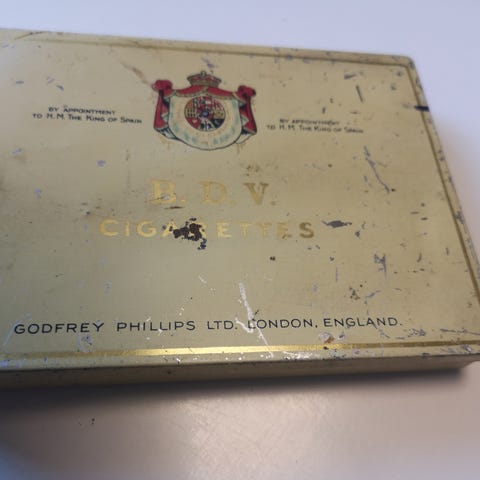 BY APPOINTMENT
TO H.M. THE KING OF SPAIN
BY APPOINTMENT
TO H.M. THE KING OF SPAIN
B.D.V.
CIGARETTES
GODFREY PHILLIPS LTD. LONDON, ENGLAND.